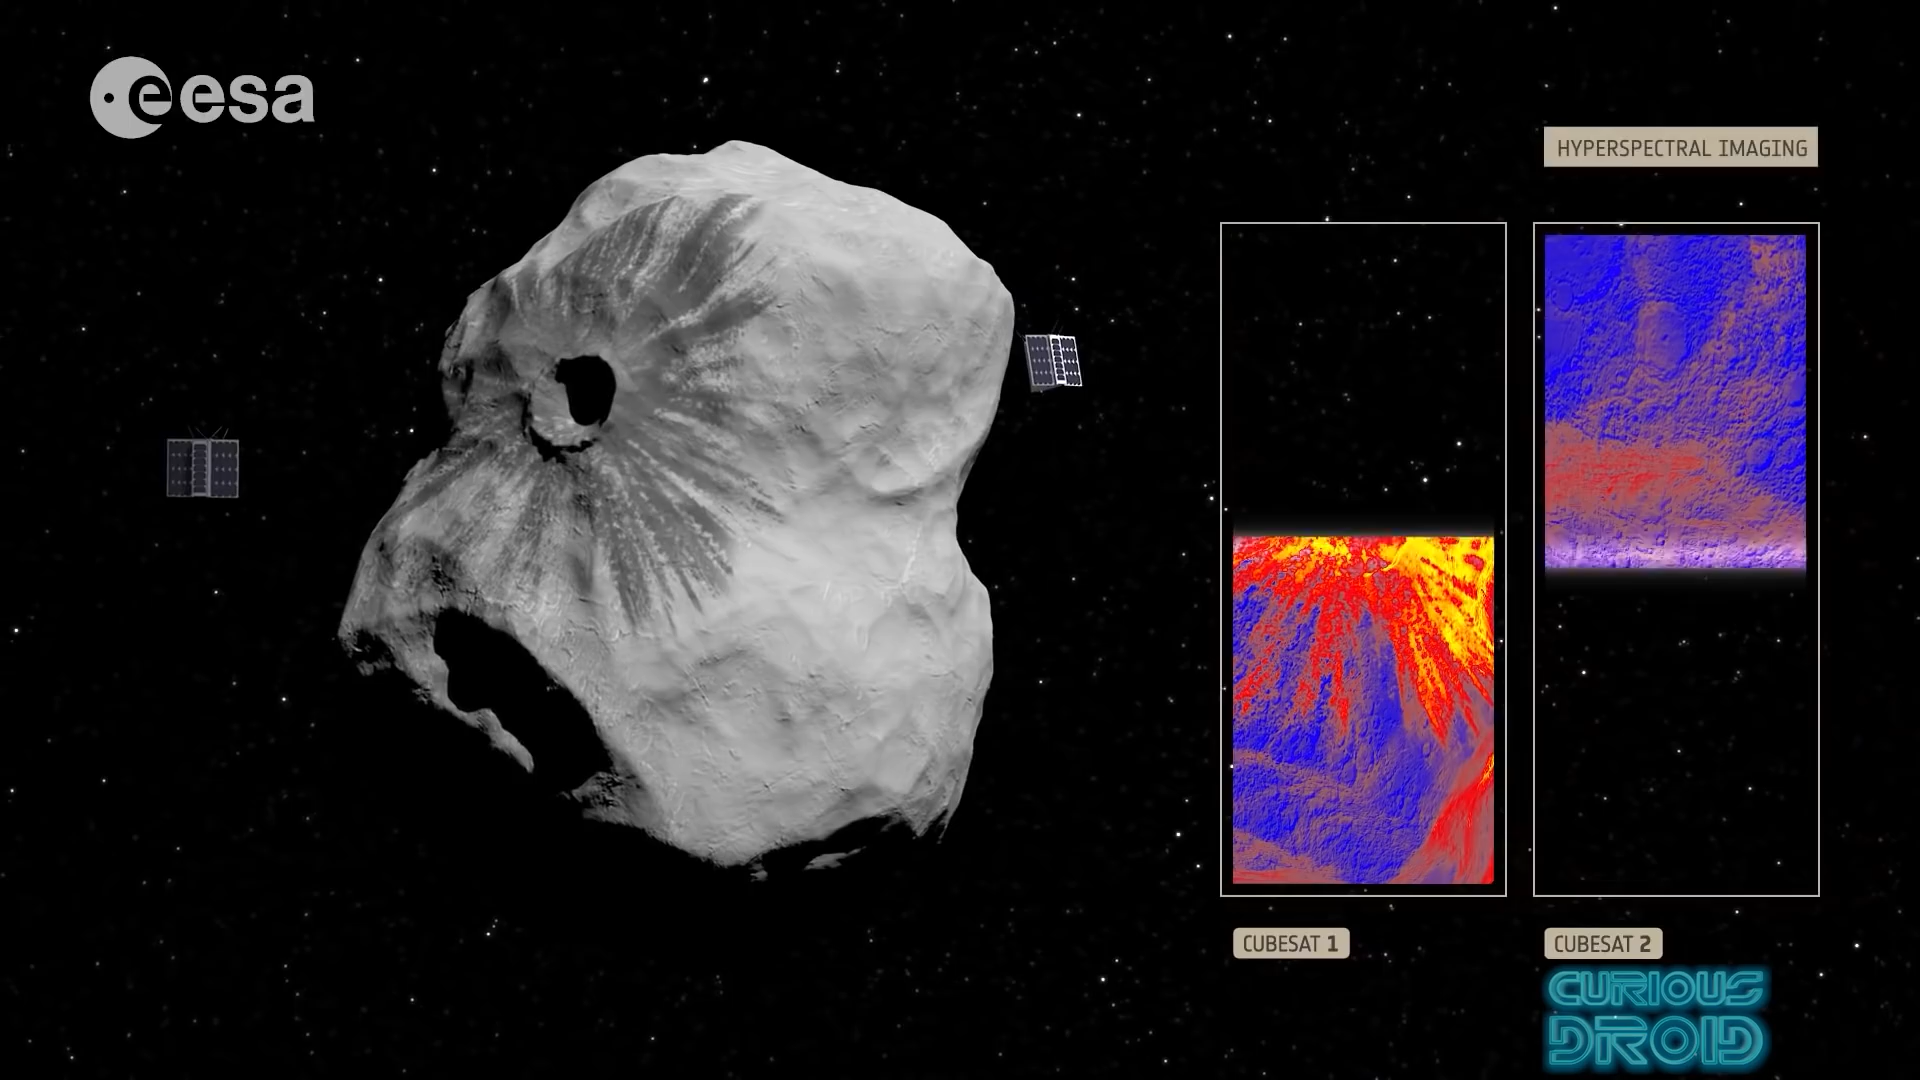 esa
HYPERSPECTRAL IMAGING
CUBESAT 1
CUBESAT 2
CURIOUS
DROID